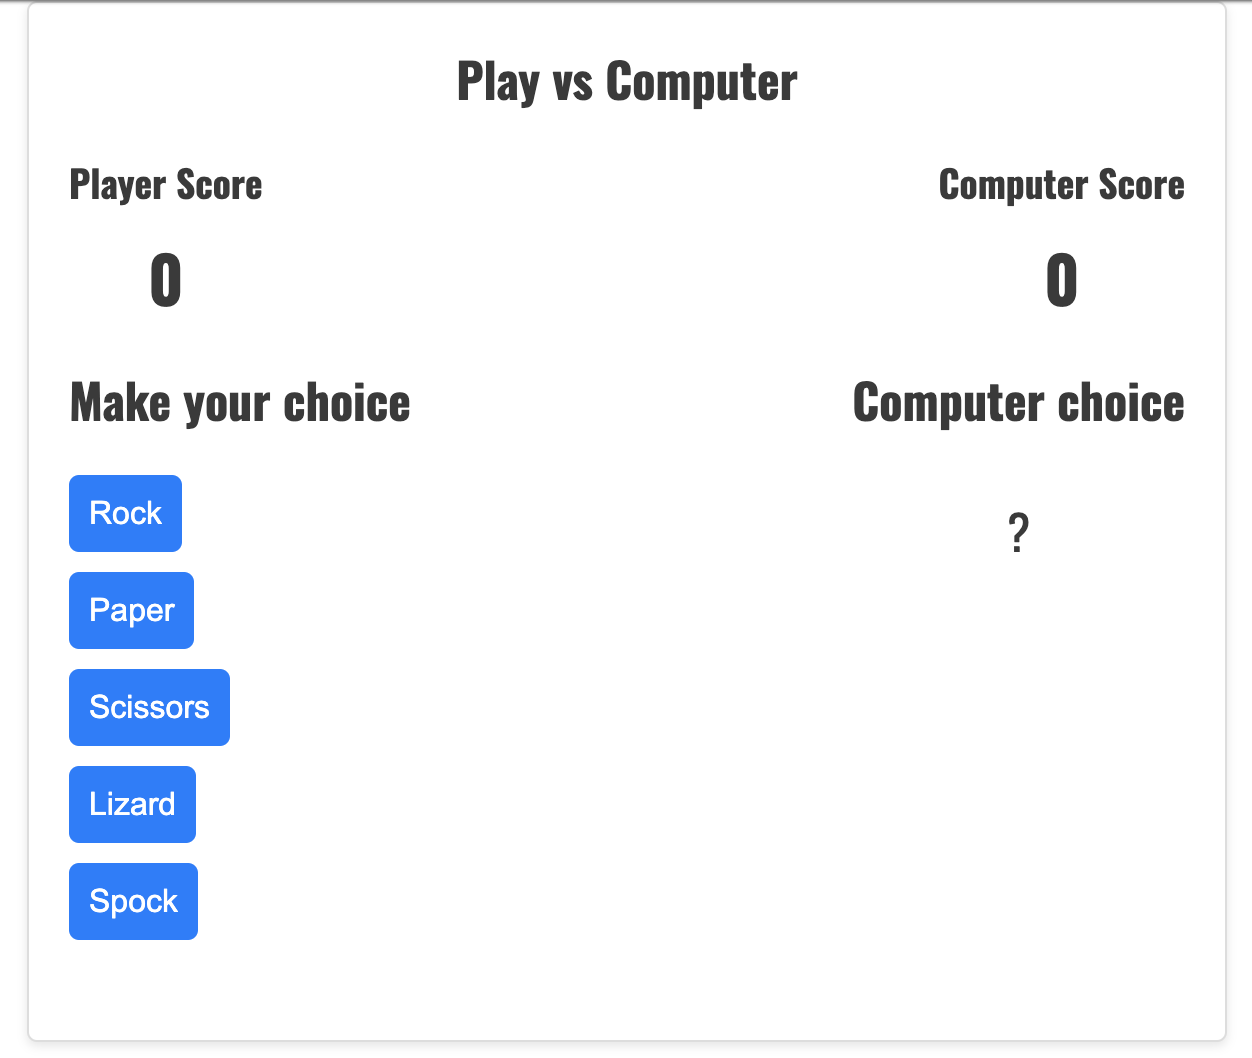 Play vs Computer
Player Score
Computer Score
0
0
Make your choice
Computer choice
Rock
?
Paper
Scissors
Lizard
Spock